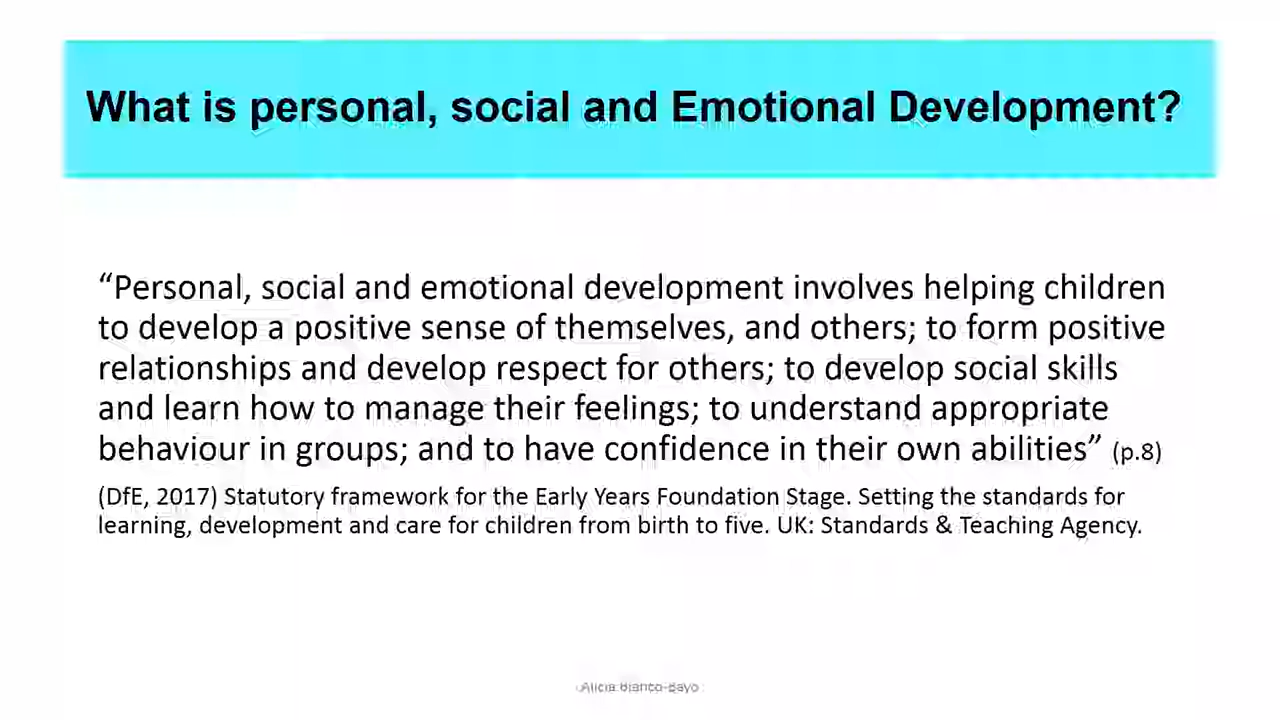 What is personal, social and Emotional Development?
“Personal, social and emotional development involves helping children
to develop a positive sense of themselves, and others; to form positive
relationships and develop respect for others; to develop social skills
and learn how to manage their feelings; to understand appropriate
behaviour in groups; and to have confidence in their own abilities” (p.8)
(DfE, 2017) Statutory framework for the Early Years Foundation Stage. Setting the standards for
learning, development and care for children from birth to five. UK: Standards & Teaching Agency.
Alicia Blanco-Bayo